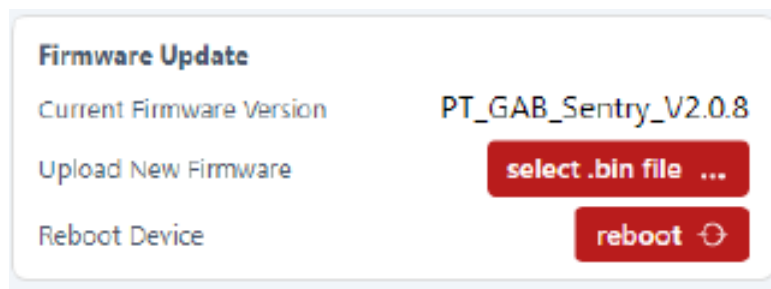 Firmware Update
Current Firmware Version PT_GAB_Sentry_V2.0.8
Upload New Firmware select .bin file ...
Reboot Device reboot